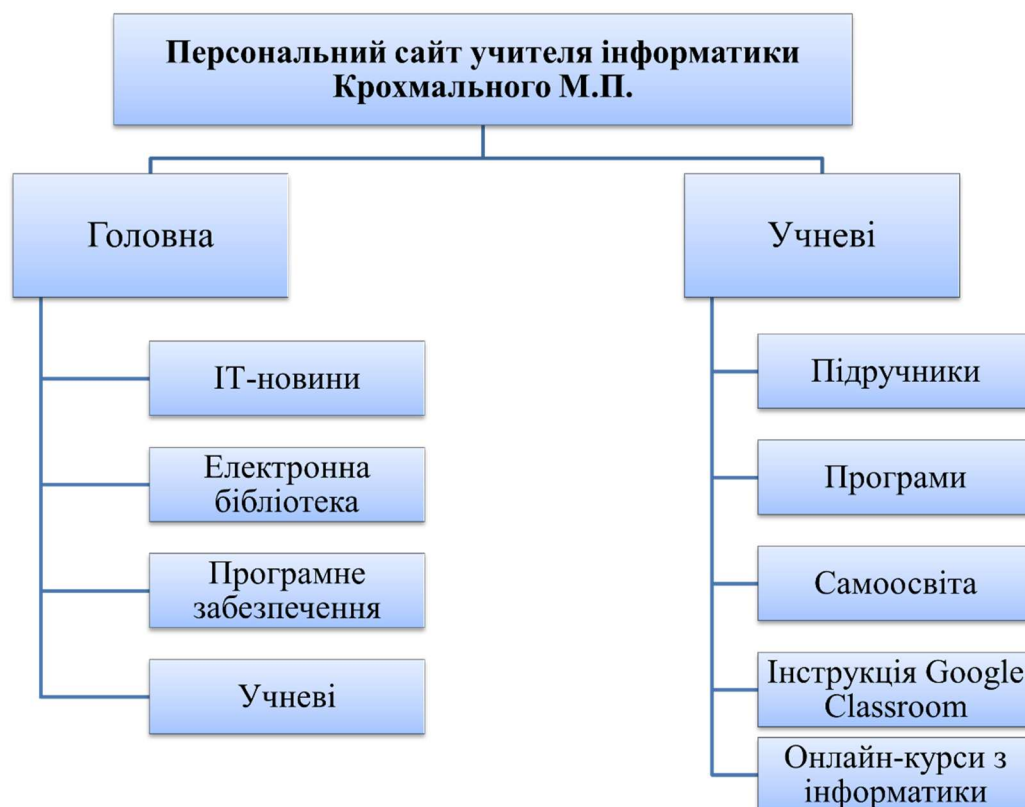 Персональний сайт учителя інформатики
Крохмального М.П.
Головна
ІТ-новини
Електронна
бібліотека
Програмне
забезпечення
Учневі
Учневі
Підручники
Програми
Самоосвіта
Інструкція Google
Classroom
Онлайн-курси з
інформатики